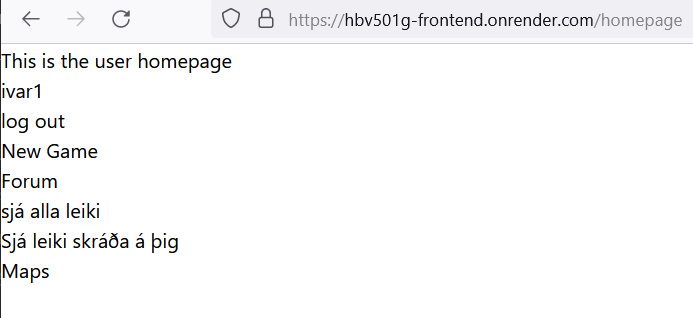 https://hbv501g-frontend.onrender.com/homepage
This is the user homepage
ivar1
log out
New Game
Forum
sjá alla leiki
Sjá leiki skráða á þig
Maps